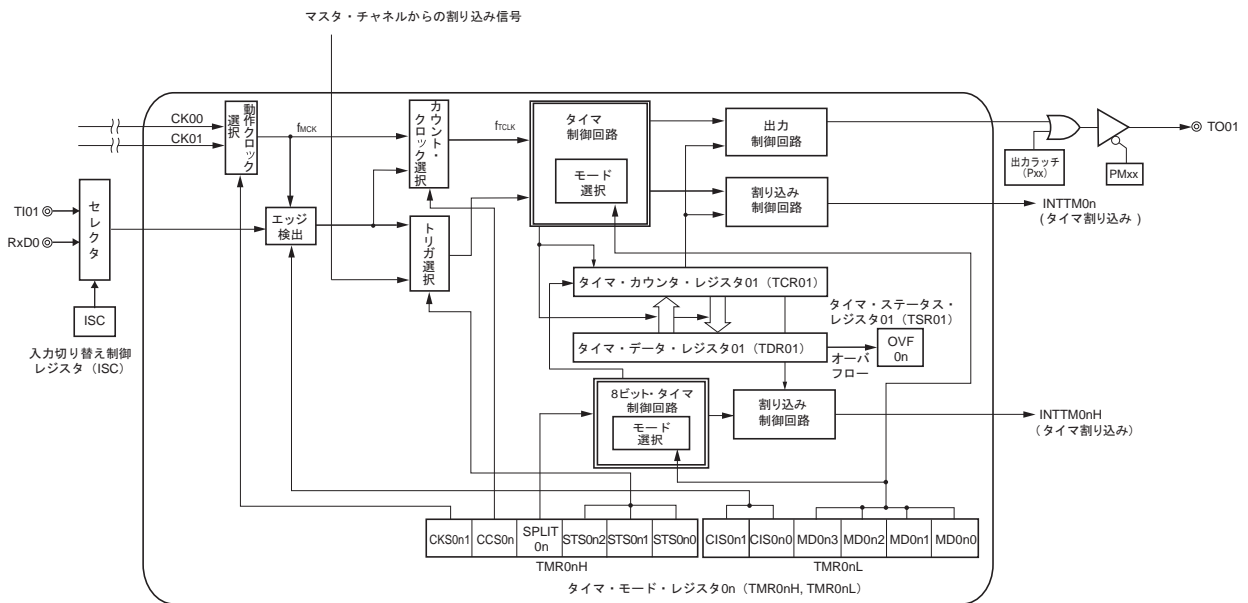 マスタ・チャネルからの割り込み信号
CK00
CK01
動作クロック
選択
fMCK
カウント・
クロック選択
fTCLK
タイマ
制御回路
モード
選択
出力
制御回路
TO01
出力ラッチ
(Pxx)
PMxx
TI01
RxD0
セレクタ
エッジ
検出
トリガ選択
割り込み
制御回路
INTTM0n
(タイマ割り込み)
ISC
入力切り替え制御
レジスタ(ISC)
タイマ・カウンタ・レジスタ01(TCR01)
タイマ・ステータス・
レジスタ01(TSR01)
タイマ・データ・レジスタ01(TDR01)
オーバ
フロー
OVF
0n
8ビット・タイマ
制御回路
モード
選択
割り込み
制御回路
INTTM0nH
(タイマ割り込み)
CKS0n1 CCS0n SPLIT
0n STS0n2 STS0n1 STS0n0 CIS0n1 CIS0n0 MD0n3 MD0n2 MD0n1 MD0n0
TMR0nH TMR0nL
タイマ・モード・レジスタ0n(TMR0nH, TMR0nL)